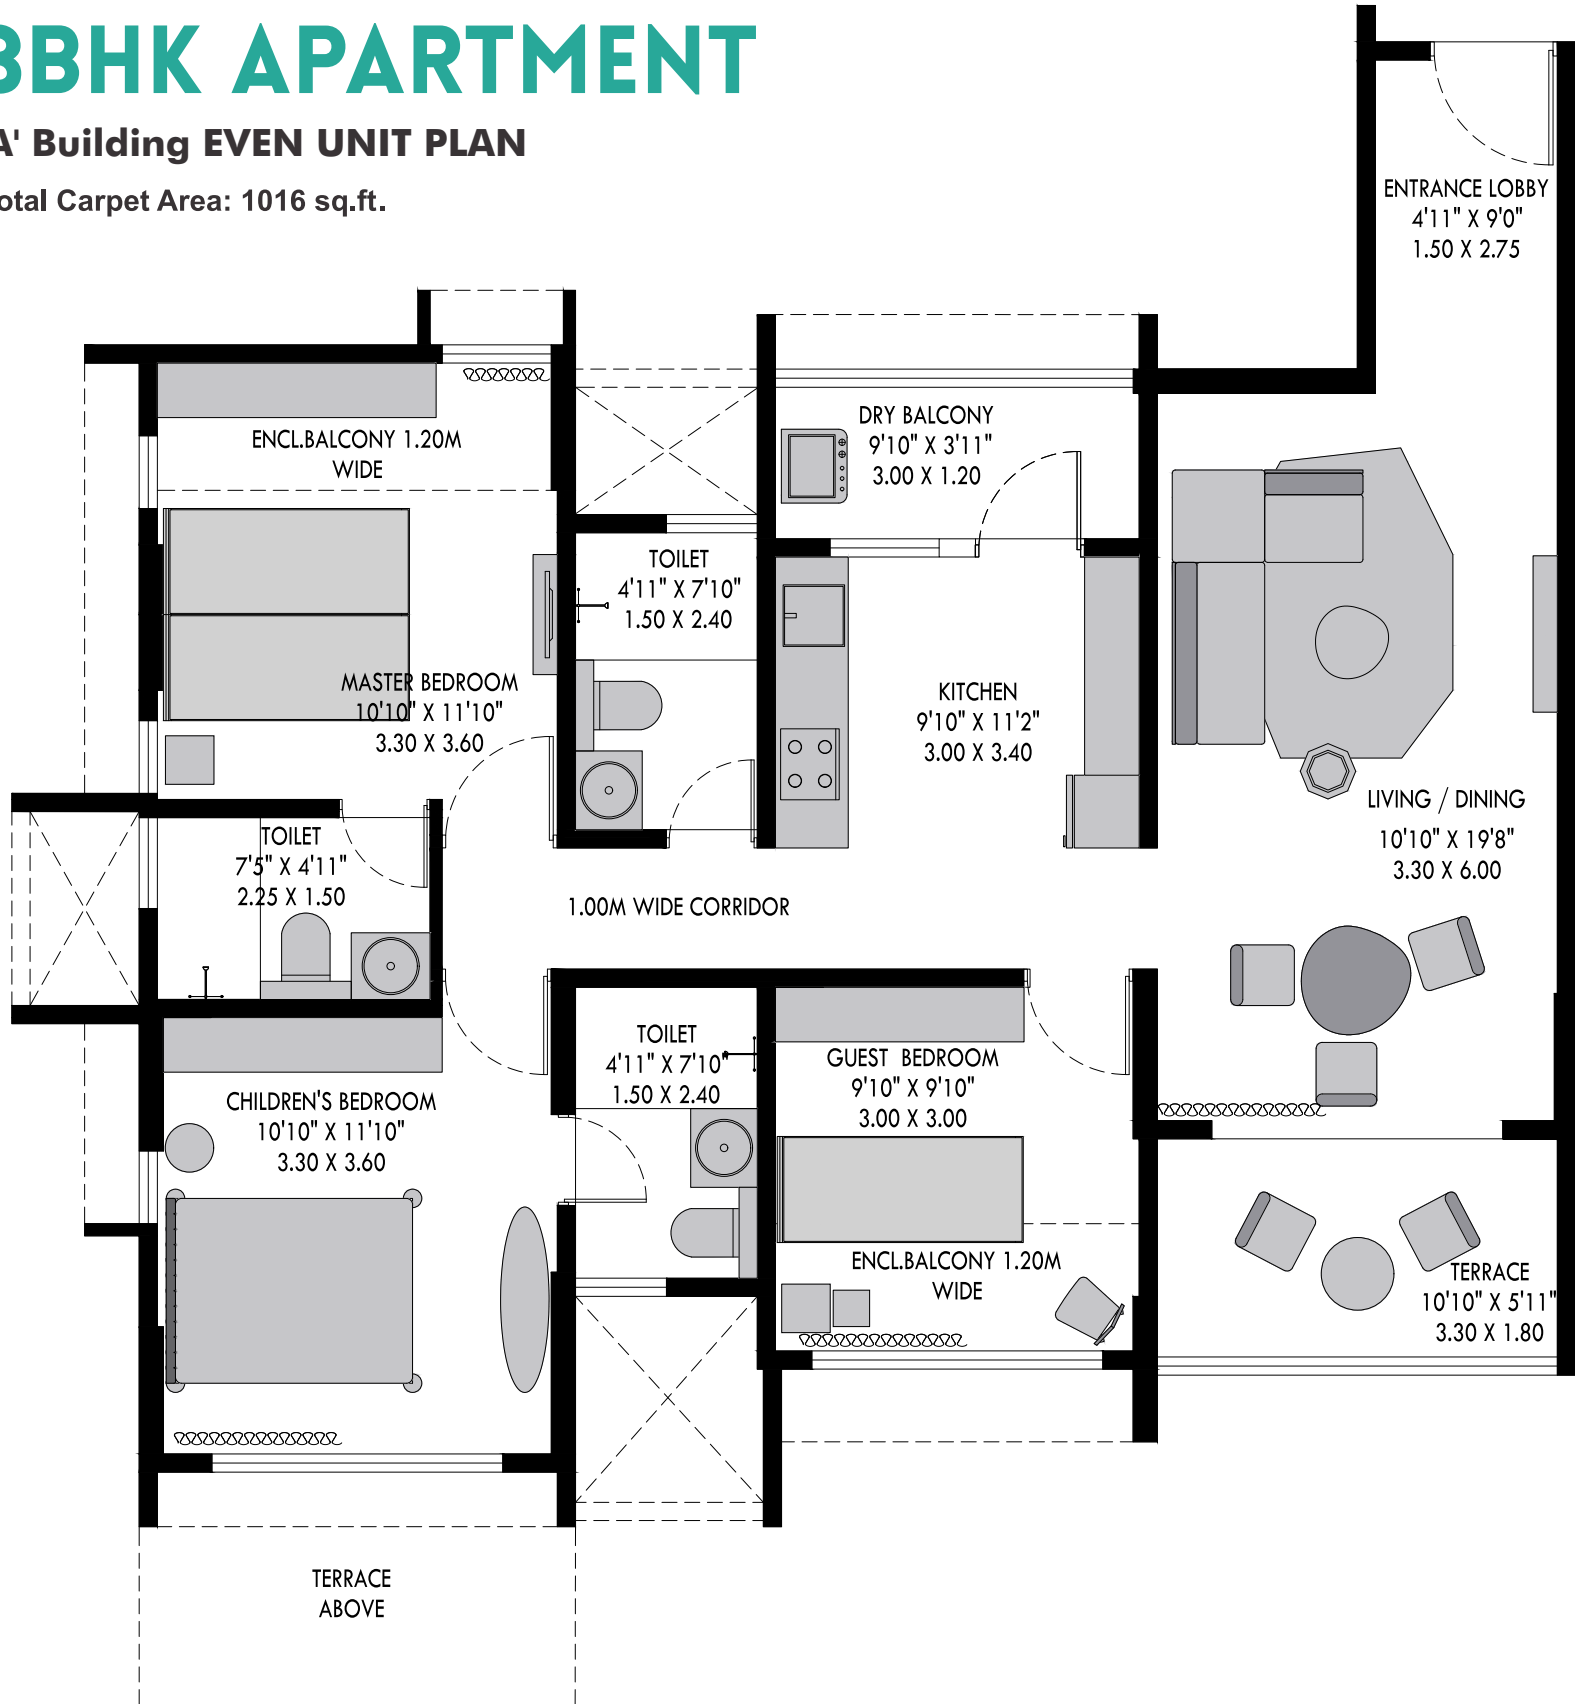 3BHK APARTMENT
A' Building EVEN UNIT PLAN
otal Carpet Area: 1016 sq.ft.
ENTRANCE LOBBY
4'11" X 9'0"
1.50 X 2.75
ENCL.BALCONY 1.20M
WIDE
DRY BALCONY
9'10" X 3'11"
3.00 X 1.20
TOILET
4'11" X 7'10"
1.50 X 2.40
MASTER BEDROOM
10'10" X 11'10"
3.30 X 3.60
KITCHEN
9'10" X 11'2"
3.00 X 3.40
LIVING / DINING
10'10" X 19'8"
3.30 X 6.00
TOILET
7'5" X 4'11"
2.25 X 1.50
1.00M WIDE CORRIDOR
TOILET
4'11" X 7'10"
1.50 X 2.40
GUEST BEDROOM
9'10" X 9'10"
3.00 X 3.00
CHILDREN'S BEDROOM
10'10" X 11'10"
3.30 X 3.60
ENCL.BALCONY 1.20M
WIDE
TERRACE
10'10" X 5'11"
3.30 X 1.80
TERRACE
ABOVE